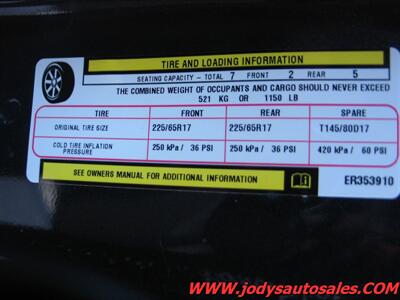 TIRE AND LOADING INFORMATION
SEATING CAPACITY - TOTAL 7 FRONT 2 REAR 5
THE COMBINED WEIGHT OF OCCUPANTS AND CARGO SHOULD NEVER EXCEED
521 KG OR 1150 LB
TIRE FRONT REAR SPARE
ORIGINAL TIRE SIZE 225/65R17 225/65R17 T145/80D17
COLD TIRE INFLATION PRESSURE 250 kPa / 36 PSI 250 kPa / 36 PSI 420 kPa / 60 PSI
SEE OWNERS MANUAL FOR ADDITIONAL INFORMATION ER353910
www.jodysautosales.COM